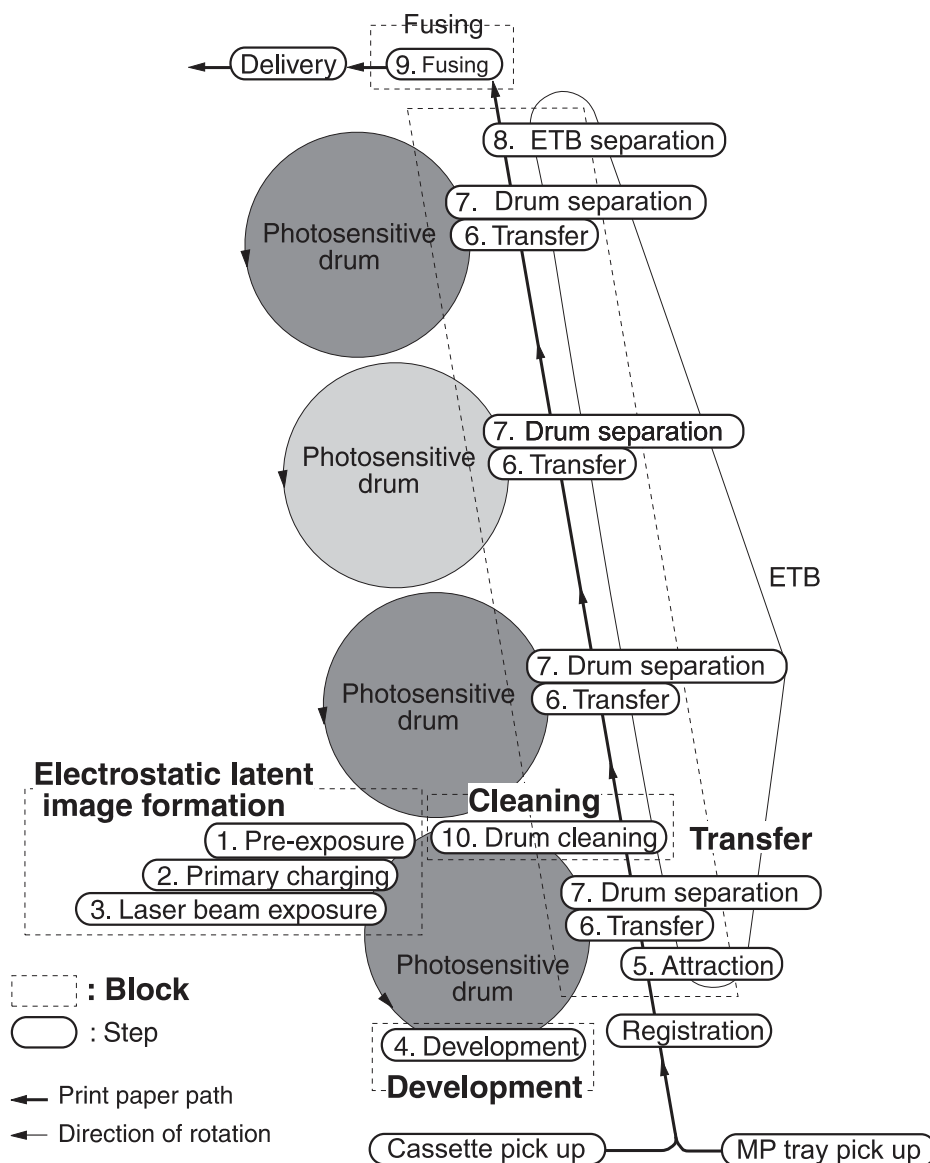 Fusing
Delivery
9. Fusing
8. ETB separation
7. Drum separation
6. Transfer
Photosensitive
drum
7. Drum separation
6. Transfer
Photosensitive
drum
ETB
7. Drum separation
6. Transfer
Photosensitive
drum
Electrostatic latent
image formation
1. Pre-exposure
2. Primary charging
3. Laser beam exposure
Cleaning
10. Drum cleaning
Transfer
7. Drum separation
6. Transfer
5. Attraction
Photosensitive
drum
Registration
4. Development
Development
: Block
: Step
Print paper path
Direction of rotation
Cassette pick up
MP tray pick up